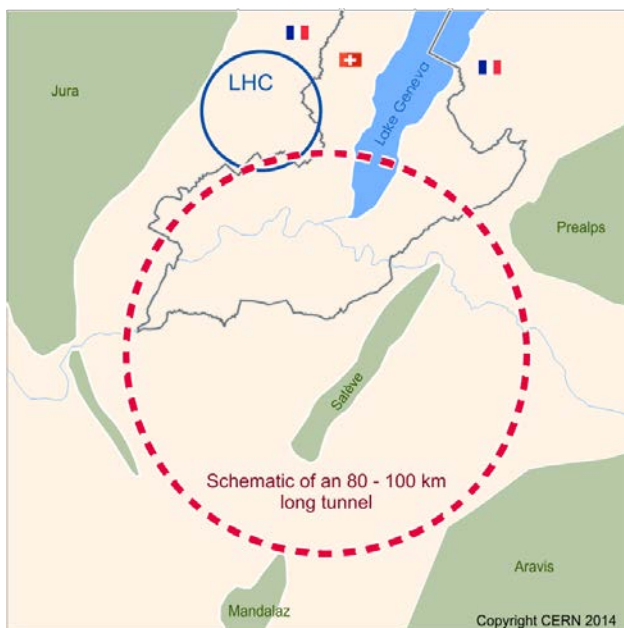 Jura
LHC
Lake Geneva
Prealps
Salève
Schematic of an 80 - 100 km
long tunnel
Aravis
Mandalaz
Copyright CERN 2014